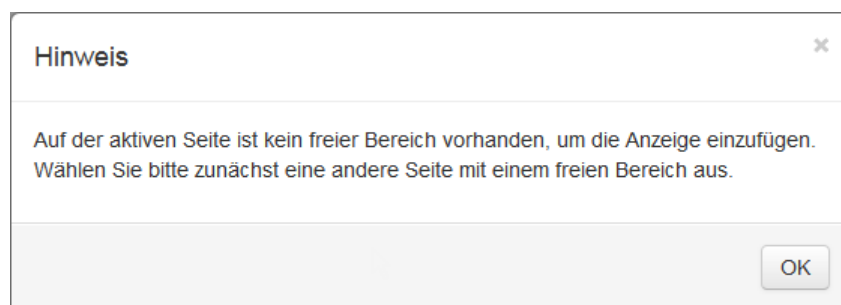 Hinweis
×
Auf der aktiven Seite ist kein freier Bereich vorhanden, um die Anzeige einzufügen.
Wählen Sie bitte zunächst eine andere Seite mit einem freien Bereich aus.
OK